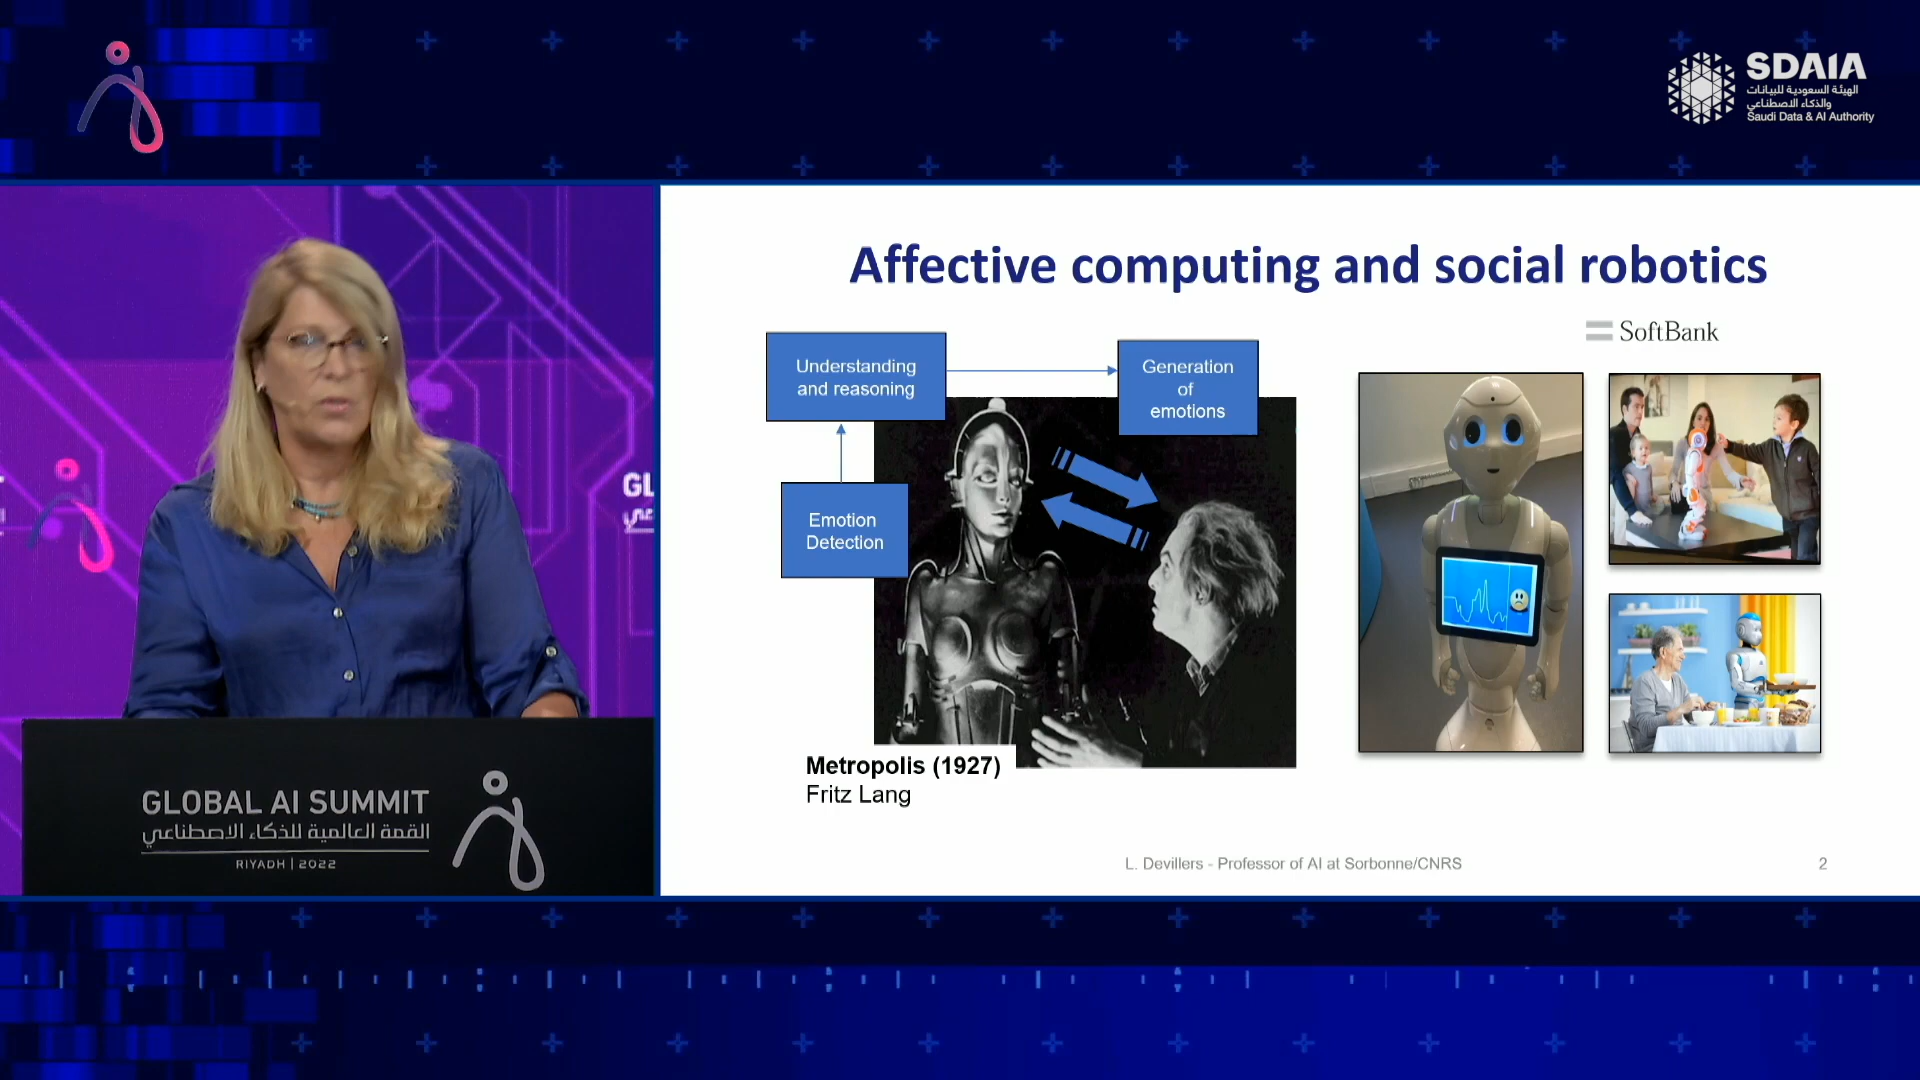 SDAIA
الهيئة السعودية للبيانات
والذكاء الاصطناعي
Saudi Data & AI Authority
Affective computing and social robotics
SoftBank
Understanding
and reasoning
Generation
of
emotions
Emotion
Detection
Metropolis (1927)
Fritz Lang
L. Devillers - Professor of AI at Sorbonne/CNRS
2
GL
GLOBAL AI SUMMIT
القمة العالمية للذكاء الاصطناعي
RIYADH | 2022